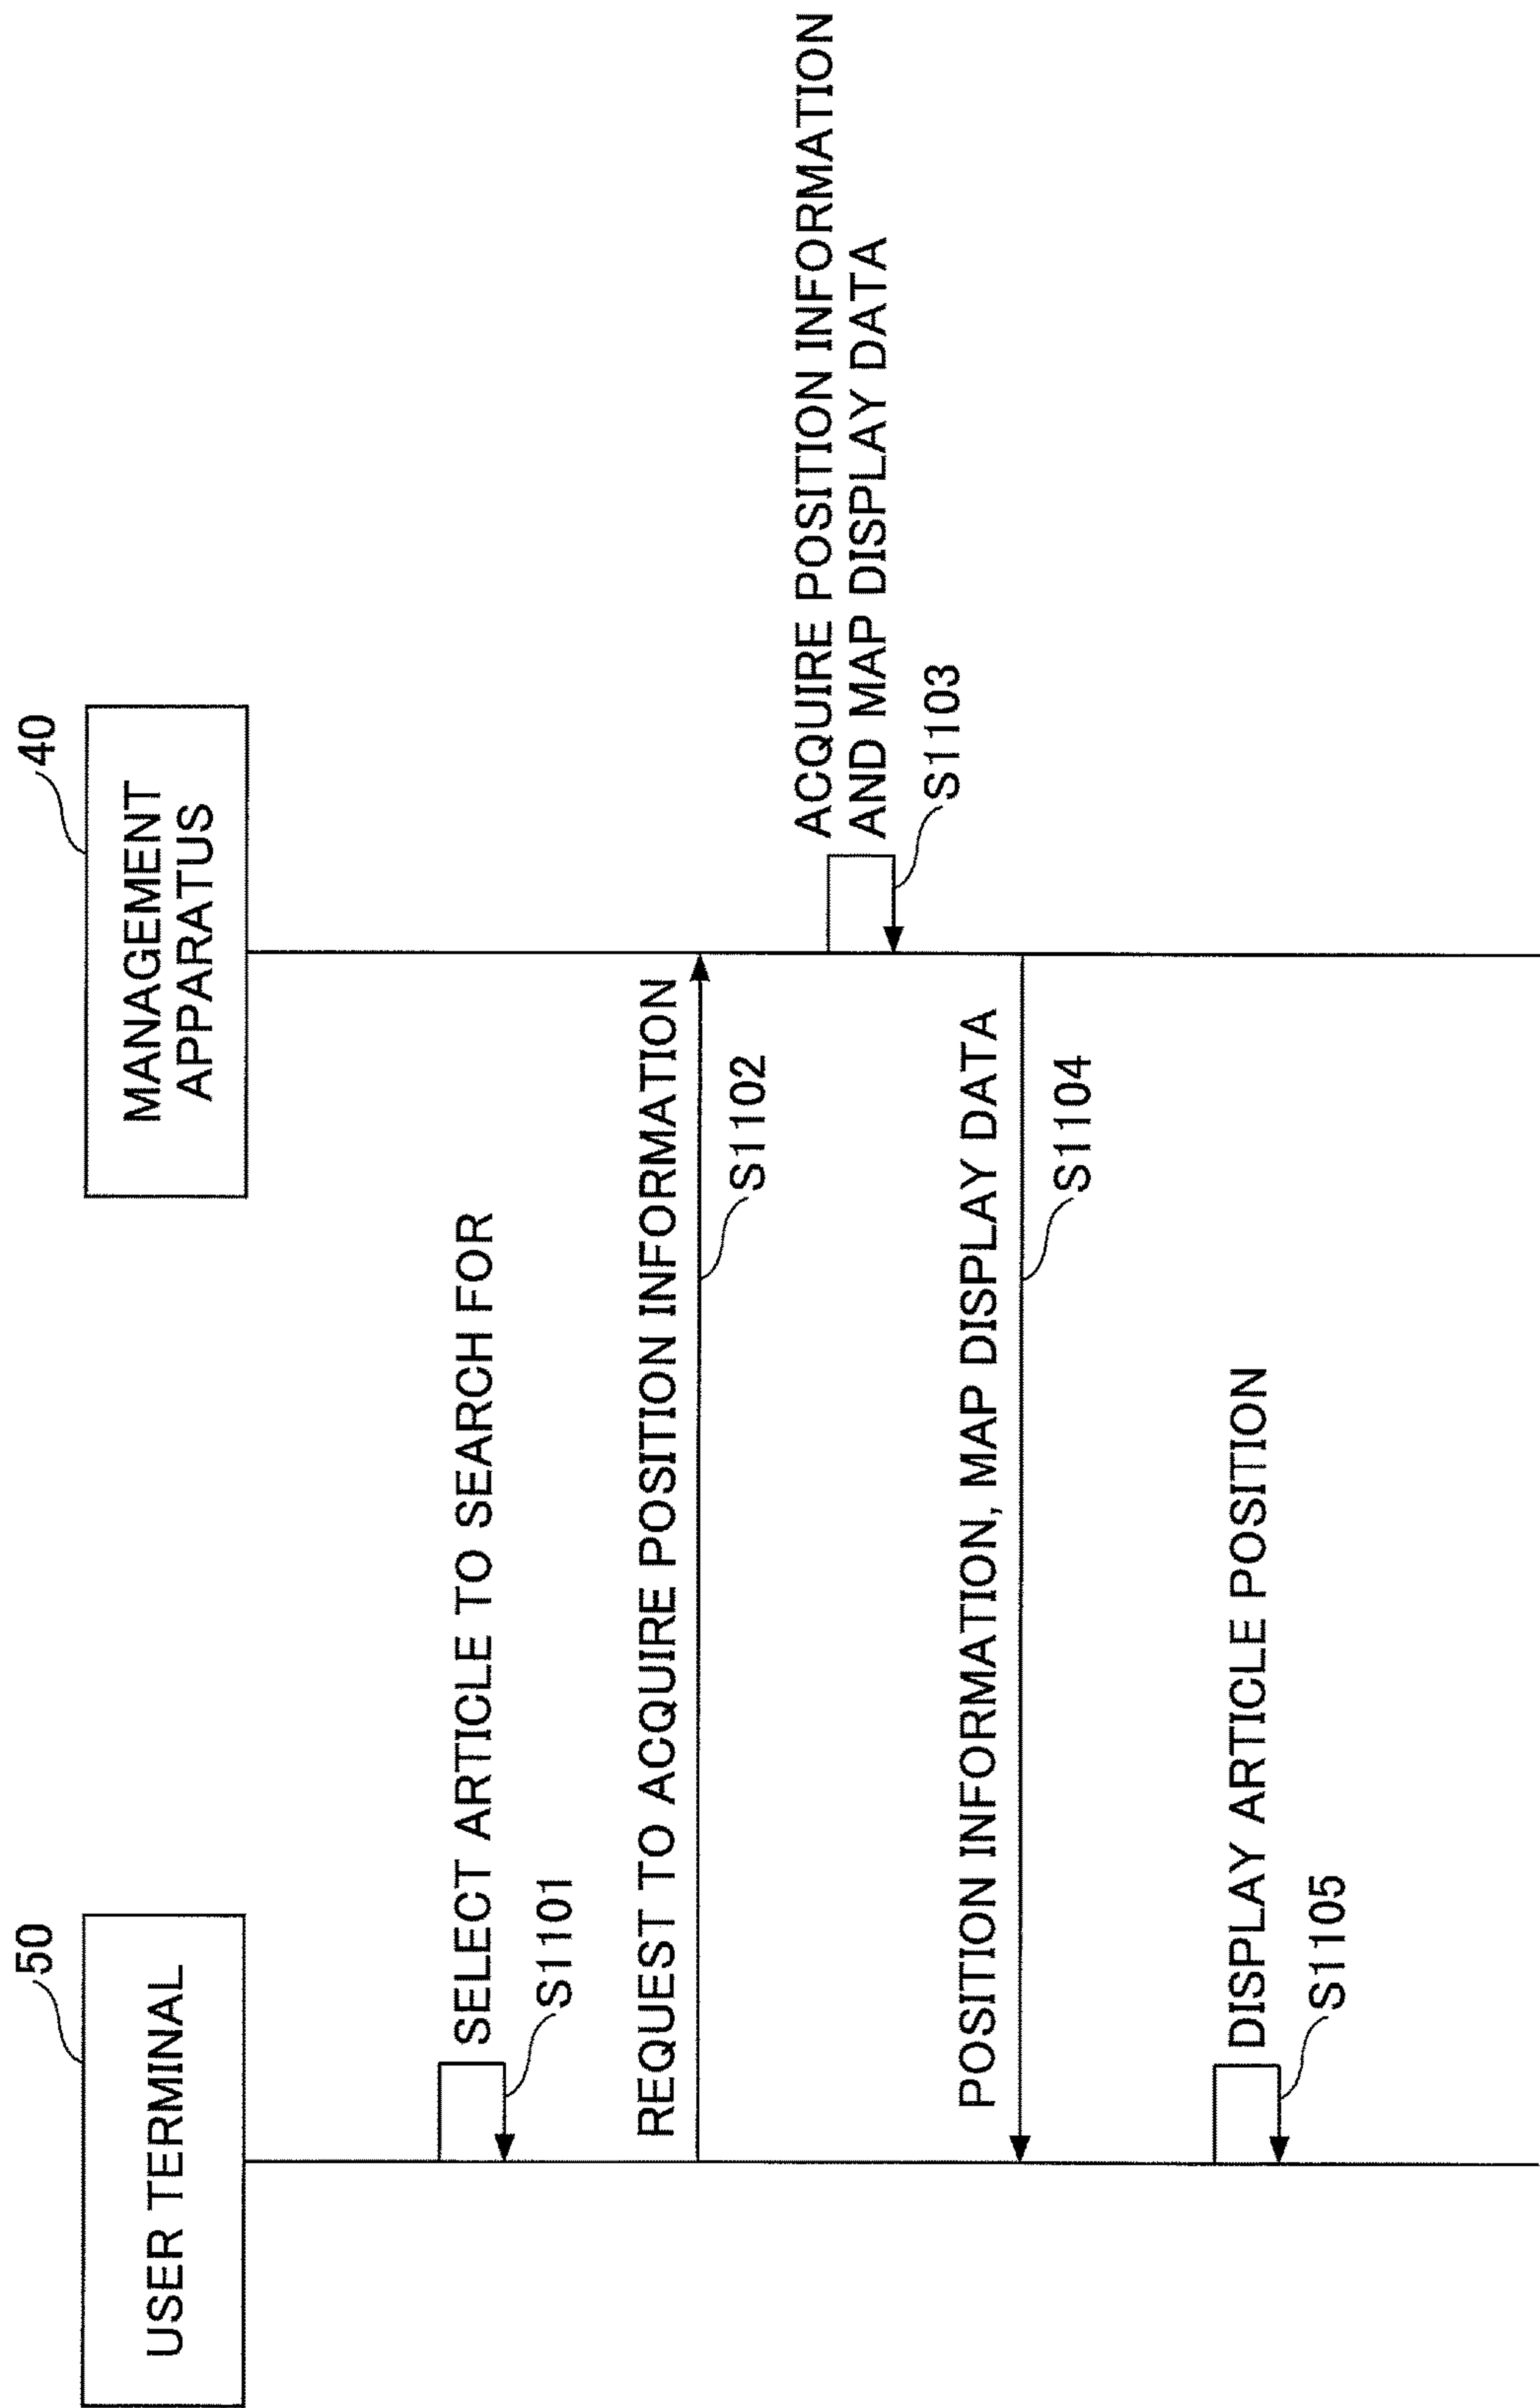 50
USER TERMINAL
40
MANAGEMENT
APPARATUS
SELECT ARTICLE TO SEARCH FOR
S1101
REQUEST TO ACQUIRE POSITION INFORMATION
S1102
ACQUIRE POSITION INFORMATION
AND MAP DISPLAY DATA
S1103
POSITION INFORMATION, MAP DISPLAY DATA
S1104
DISPLAY ARTICLE POSITION
S1105